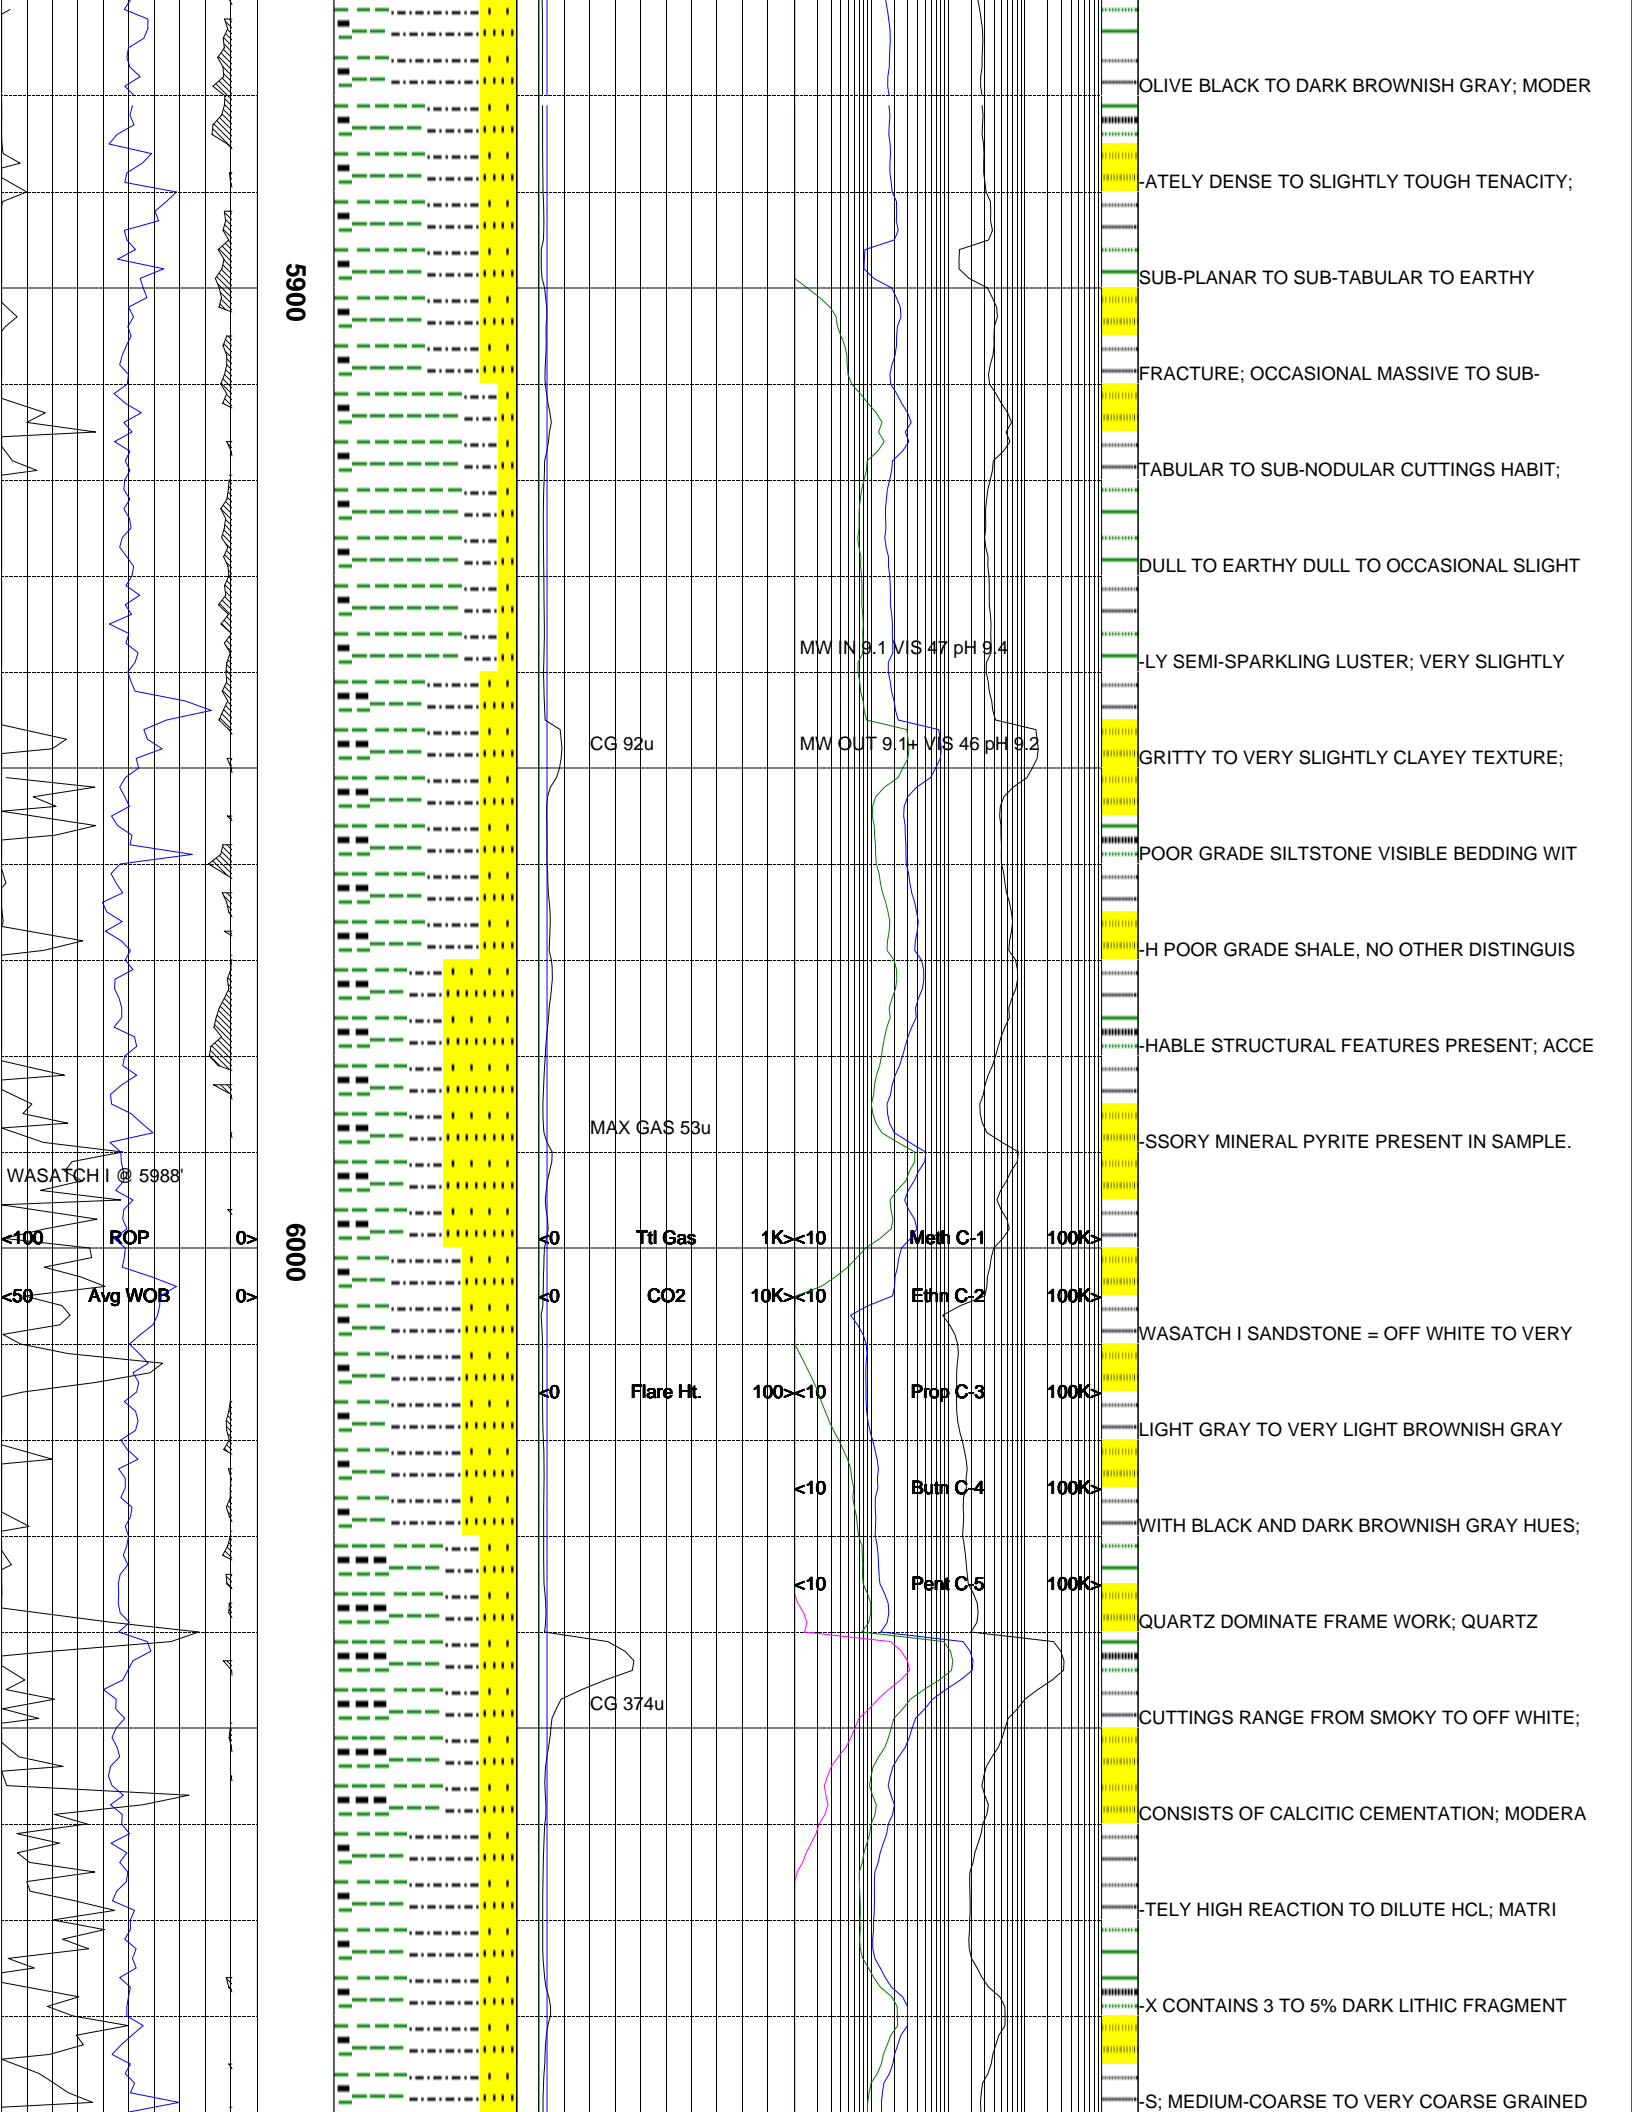 OLIVE BLACK TO DARK BROWNISH GRAY; MODER
-ATELY DENSE TO SLIGHTLY TOUGH TENACITY;
5900
SUB-PLANAR TO SUB-TABULAR TO EARTHY
FRACTURE; OCCASIONAL MASSIVE TO SUB-
TABULAR TO SUB-NODULAR CUTTINGS HABIT;
DULL TO EARTHY DULL TO OCCASIONAL SLIGHT
MW IN 9.1 VIS 47 pH 9.4
-LY SEMI-SPARKLING LUSTER; VERY SLIGHTLY
CG 92u
MW OUT 9.1+ VIS 46 pH 9.2
GRITTY TO VERY SLIGHTLY CLAYEY TEXTURE;
POOR GRADE SILTSTONE VISIBLE BEDDING WIT
-H POOR GRADE SHALE, NO OTHER DISTINGUIS
-HABLE STRUCTURAL FEATURES PRESENT; ACCE
MAX GAS 53u
-SSORY MINERAL PYRITE PRESENT IN SAMPLE.
WASATCH I @ 5988'
6000
<100 ROP 0>
<0 Ttl Gas 1K>
<10 Meth C-1 100K>
<50 Avg WOB 0>
<0 CO2 10K>
<10 Ethn C-2 100K>
WASATCH I SANDSTONE = OFF WHITE TO VERY
<0 Flare Ht. 100>
<10 Prop C-3 100K>
LIGHT GRAY TO VERY LIGHT BROWNISH GRAY
<10 Butn C-4 100K>
WITH BLACK AND DARK BROWNISH GRAY HUES;
<10 Pent C-5 100K>
QUARTZ DOMINATE FRAME WORK; QUARTZ
CG 374u
CUTTINGS RANGE FROM SMOKY TO OFF WHITE;
CONSISTS OF CALCITIC CEMENTATION; MODERA
-TELY HIGH REACTION TO DILUTE HCL; MATRI
-X CONTAINS 3 TO 5% DARK LITHIC FRAGMENT
-S; MEDIUM-COARSE TO VERY COARSE GRAINED